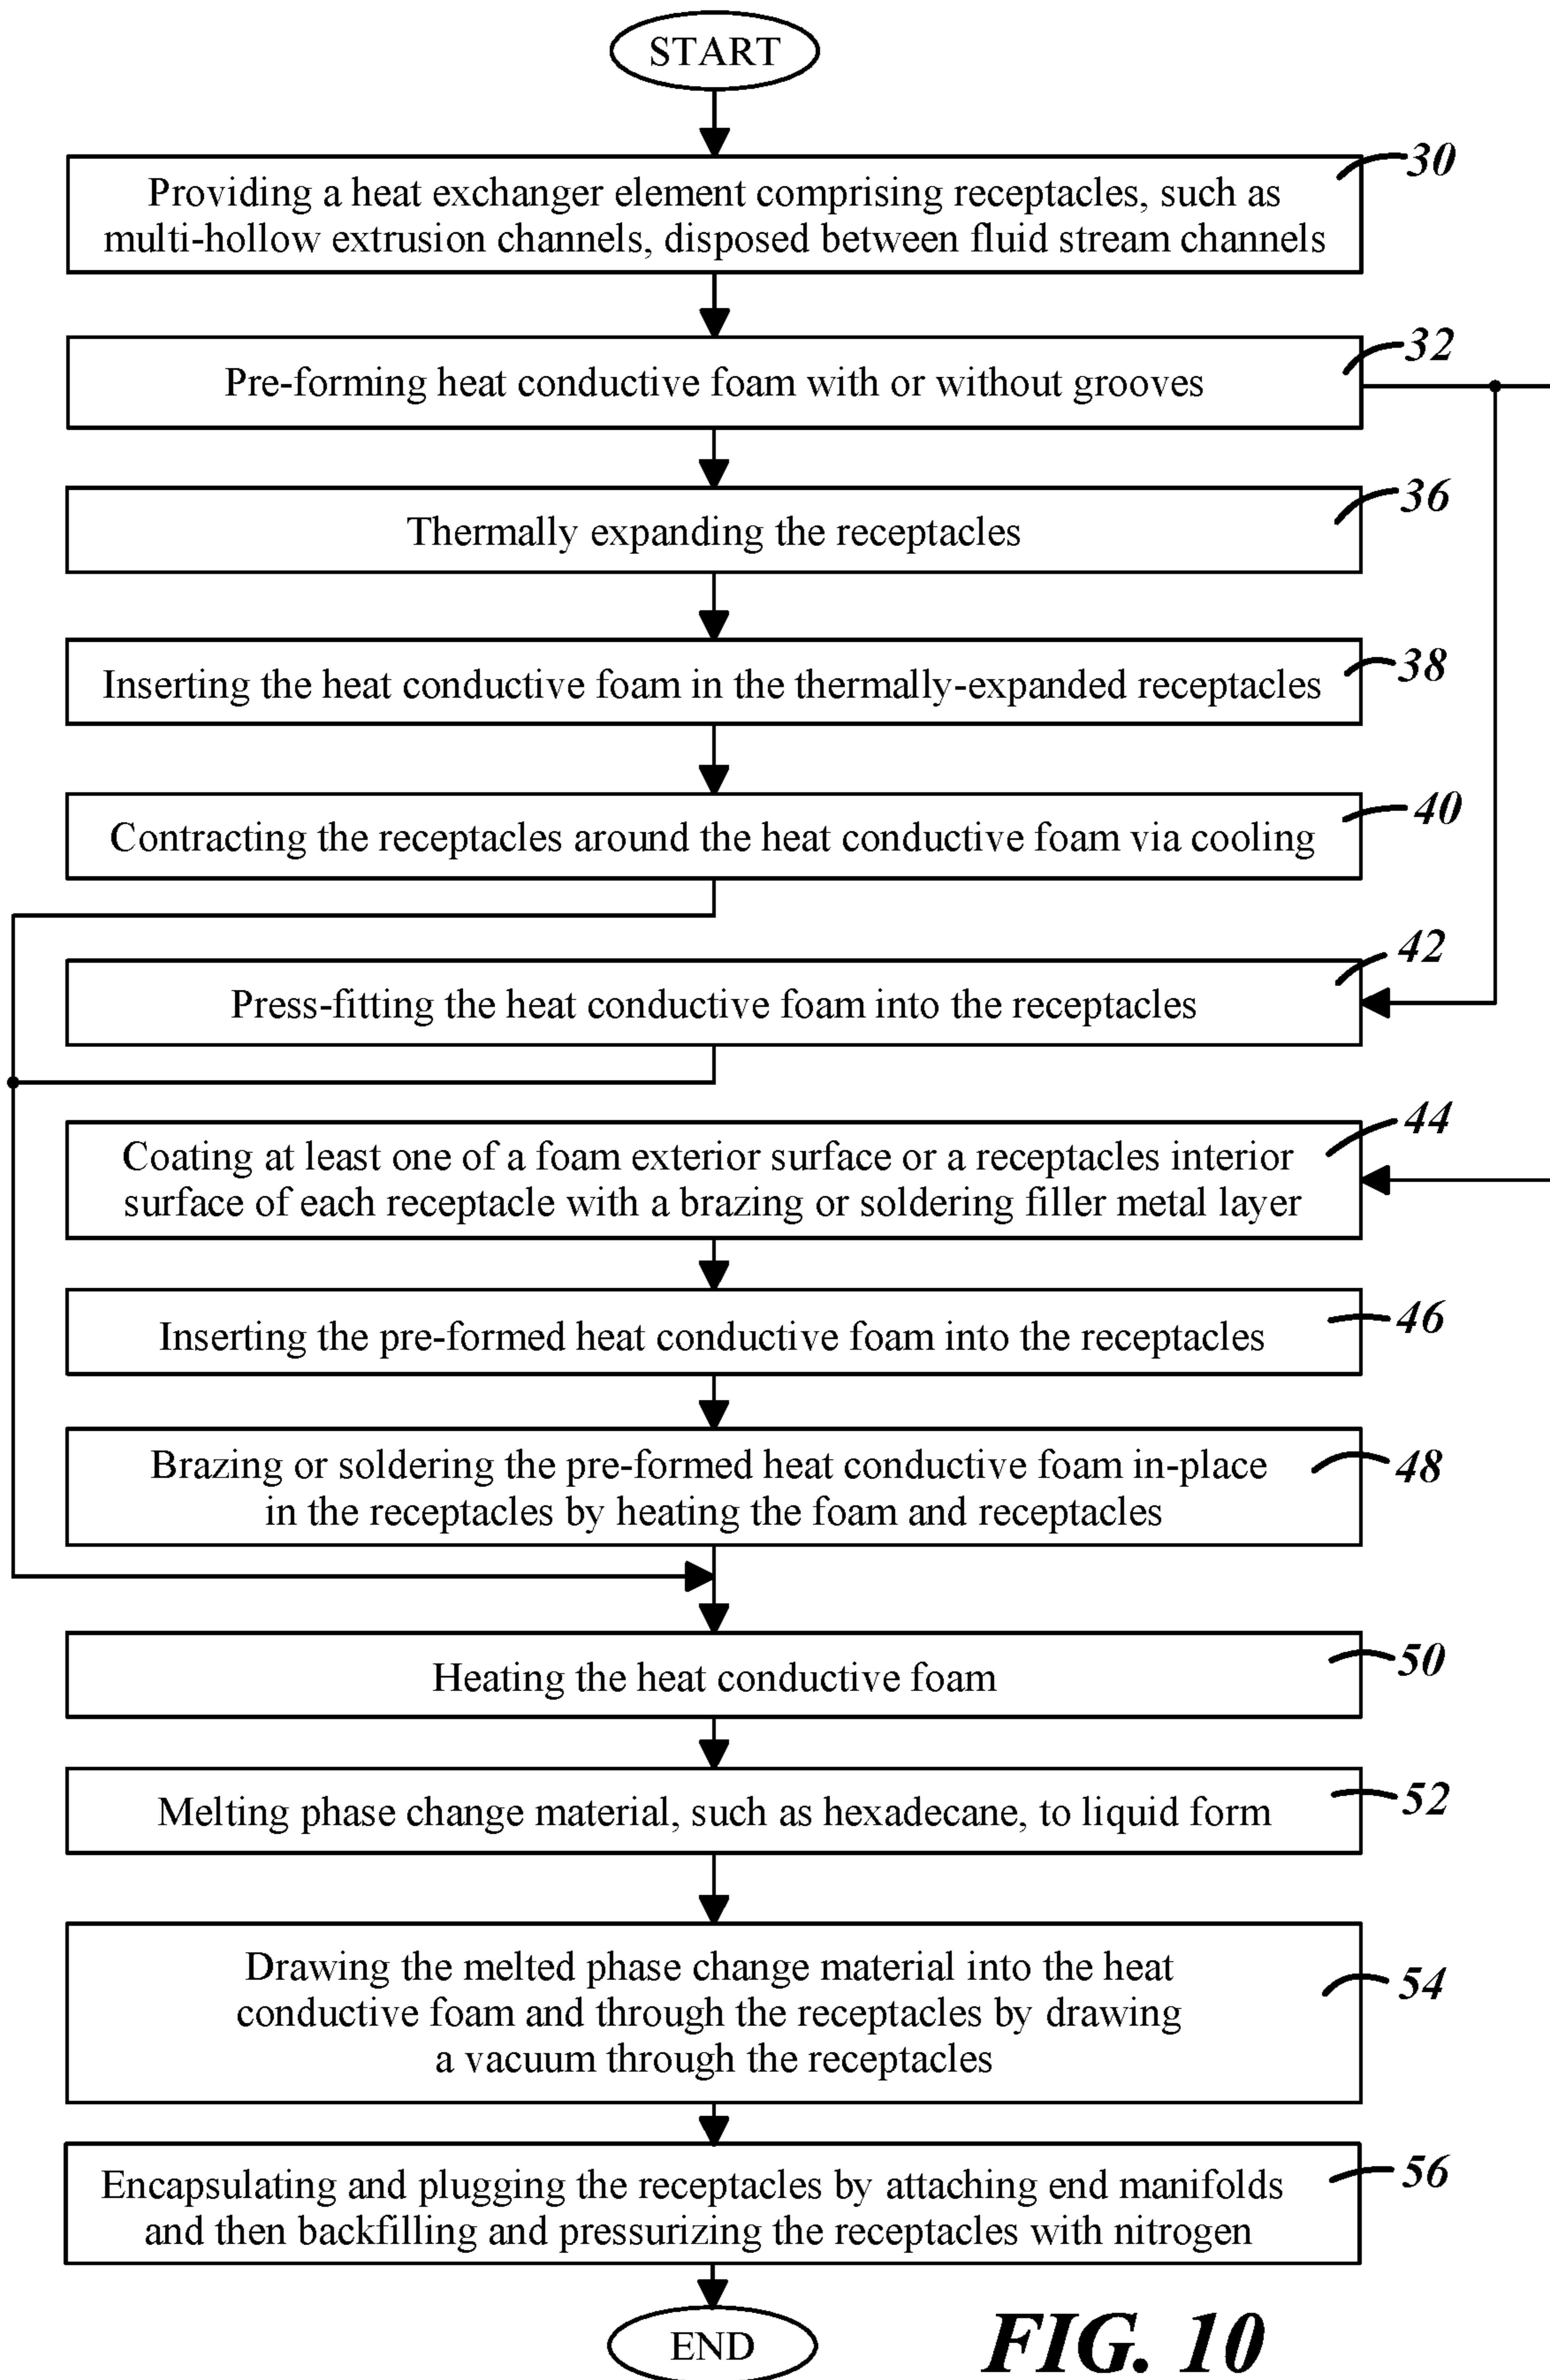 START
30
Providing a heat exchanger element comprising receptacles, such as
multi-hollow extrusion channels, disposed between fluid stream channels
32
Pre-forming heat conductive foam with or without grooves
36
Thermally expanding the receptacles
38
Inserting the heat conductive foam in the thermally-expanded receptacles
40
Contracting the receptacles around the heat conductive foam via cooling
42
Press-fitting the heat conductive foam into the receptacles
44
Coating at least one of a foam exterior surface or a receptacles interior
surface of each receptacle with a brazing or soldering filler metal layer
46
Inserting the pre-formed heat conductive foam into the receptacles
48
Brazing or soldering the pre-formed heat conductive foam in-place
in the receptacles by heating the foam and receptacles
50
Heating the heat conductive foam
52
Melting phase change material, such as hexadecane, to liquid form
54
Drawing the melted phase change material into the heat
conductive foam and through the receptacles by drawing
a vacuum through the receptacles
56
Encapsulating and plugging the receptacles by attaching end manifolds
and then backfilling and pressurizing the receptacles with nitrogen
END
FIG. 10